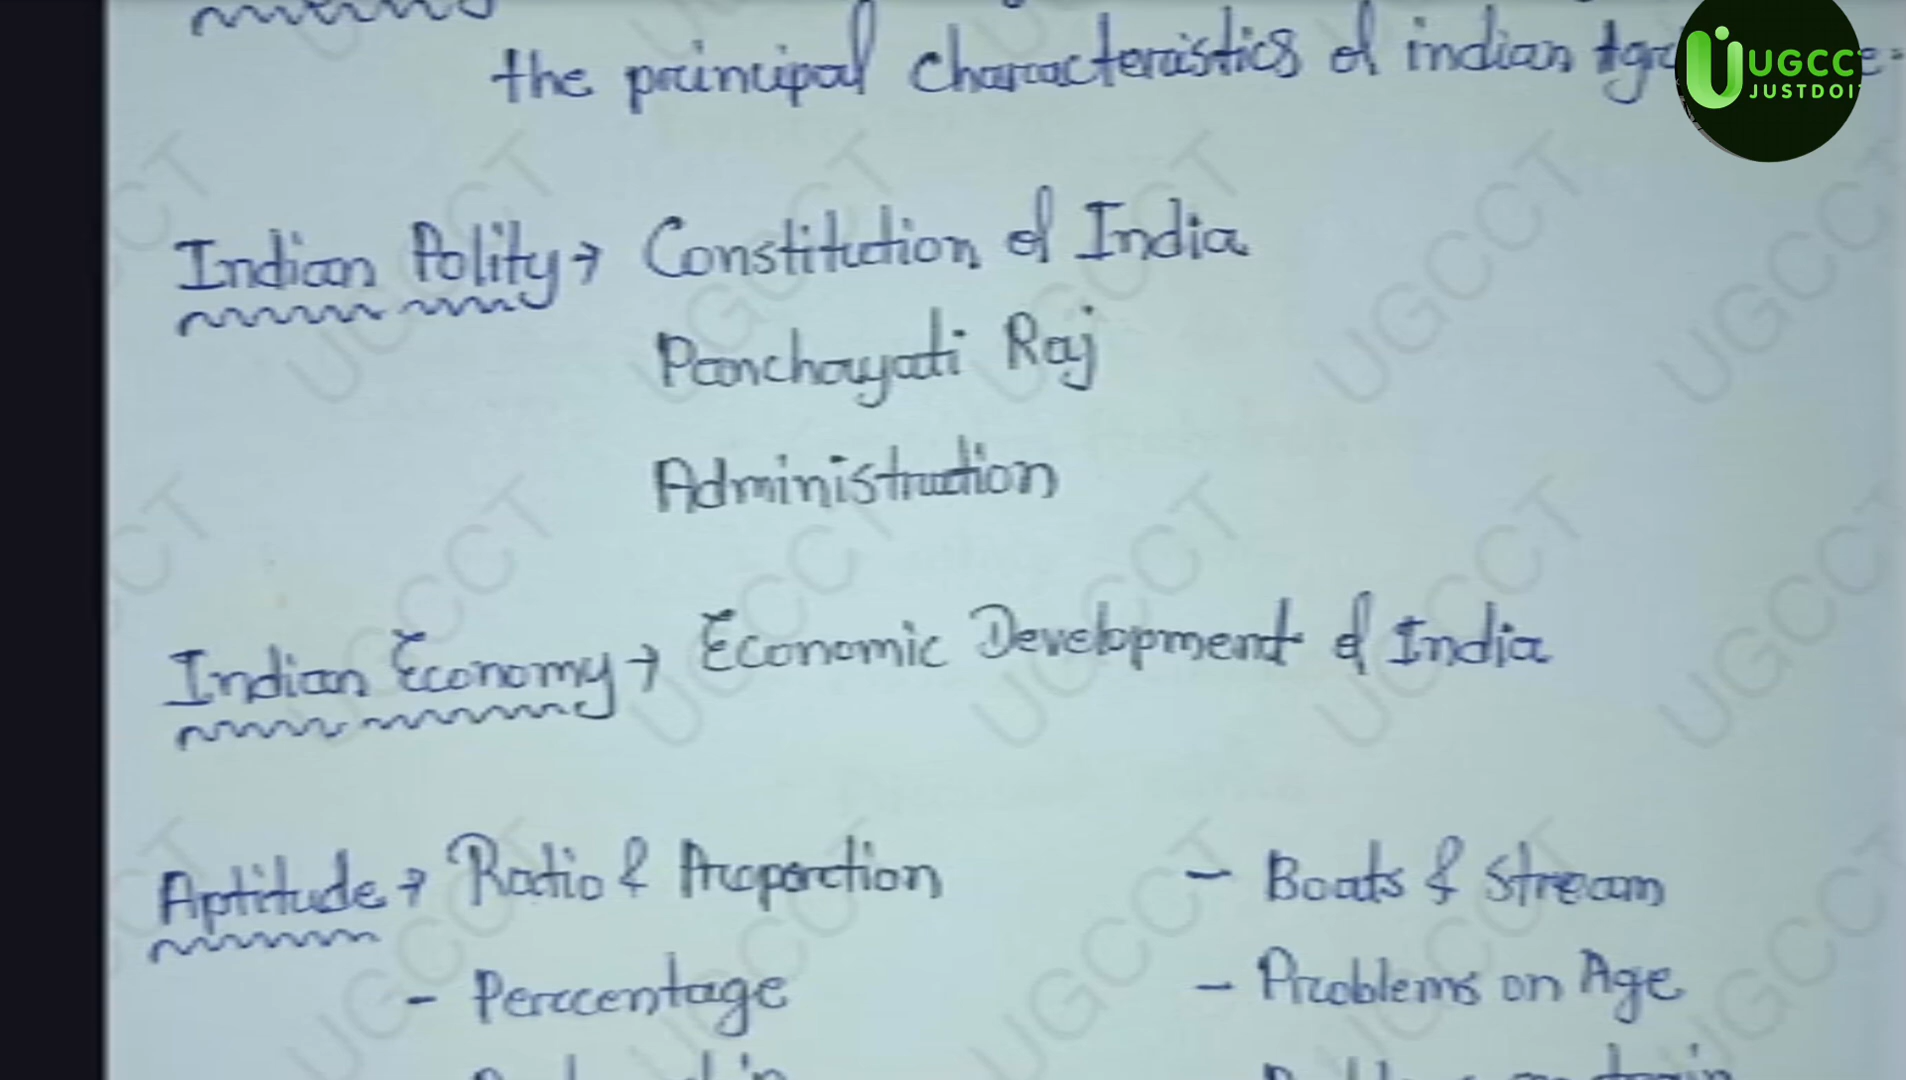 the principal characteristics of indian
UGCC
JUSTDOI
Indian Polity → Constitution of India
Panchayati Raj
Administration
Indian Economy → Economic Development of India
Aptitude → Ratio & Proportion
- Boats & Stream
- Percentage
- Problems on Age
UGCCT